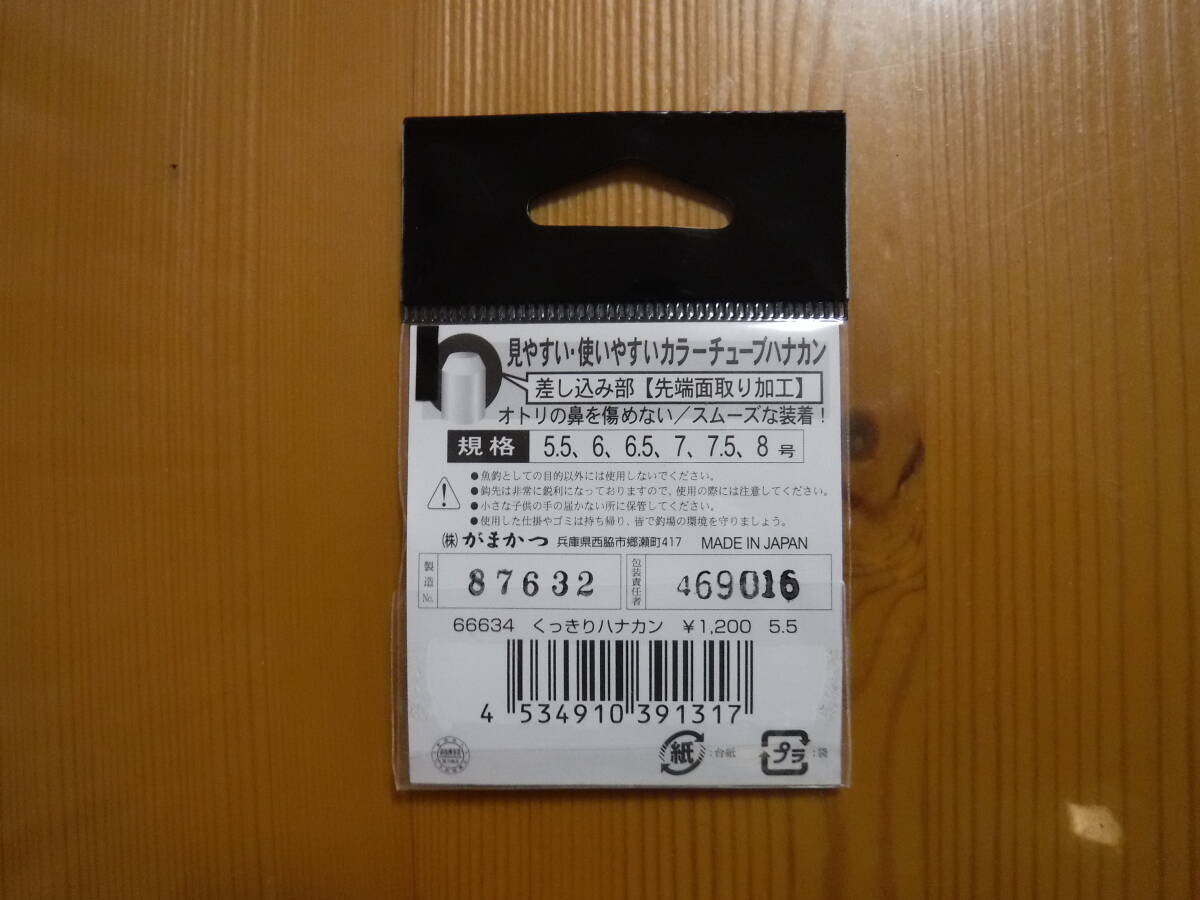 見やすい・使いやすいカラーチューブハナカン
差し込み部【先端面取り加工】
オトリの鼻を傷めない／スムーズな装着！
規格 5.5、6、6.5、7、7.5、8 号
●魚釣としての目的以外には使用しないでください。
●鈎先は非常に鋭利になっておりますので、使用の際には注意してください。
●小さな子供の手の届かない所に保管してください。
●使用した仕掛やゴミは持ち帰り、皆で釣場の環境を守りましょう。
㈱ がまかつ 兵庫県西脇市郷瀬町417 MADE IN JAPAN
製造No. 87632 包装責任者 469016
66634 くっきりハナカン ￥1,200 5.5
4 534910 391317
紙 :台紙 プラ :袋